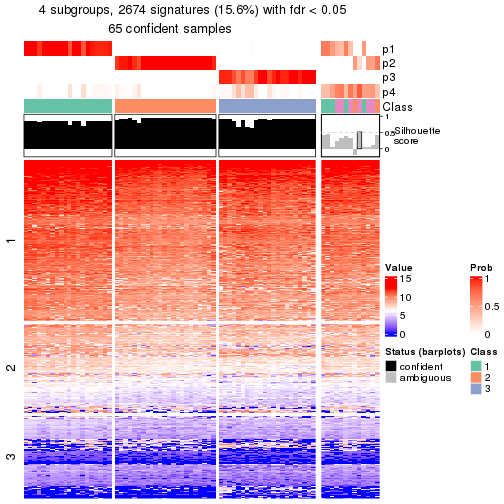 4 subgroups, 2674 signatures (15.6%) with fdr < 0.05
65 confident samples
p1
p2
p3
p4
Class
1
0.5
0
Silhouette
score
1
2
3
Value
15
10
5
0
Prob
1
0.5
0
Status (barplots)
confident
ambiguous
Class
1
2
3